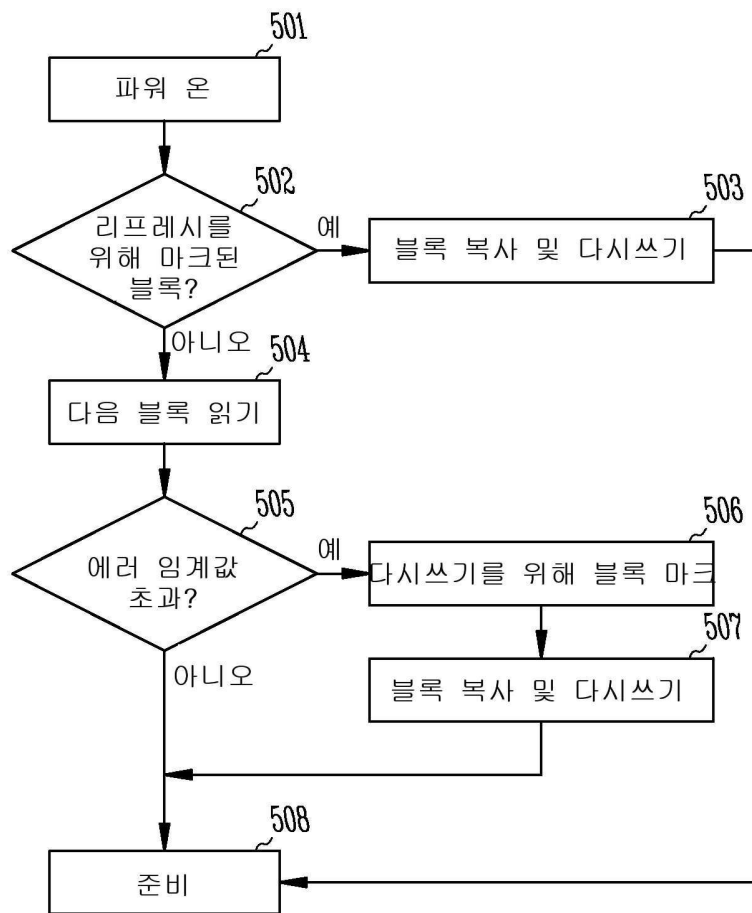 501
파워 온
502
리프레시를
위해 마크된
블록?
예
503
블록 복사 및 다시쓰기
아니오
504
다음 블록 읽기
505
에러 임계값
초과?
예
506
다시쓰기를 위해 블록 마크
507
블록 복사 및 다시쓰기
아니오
508
준비